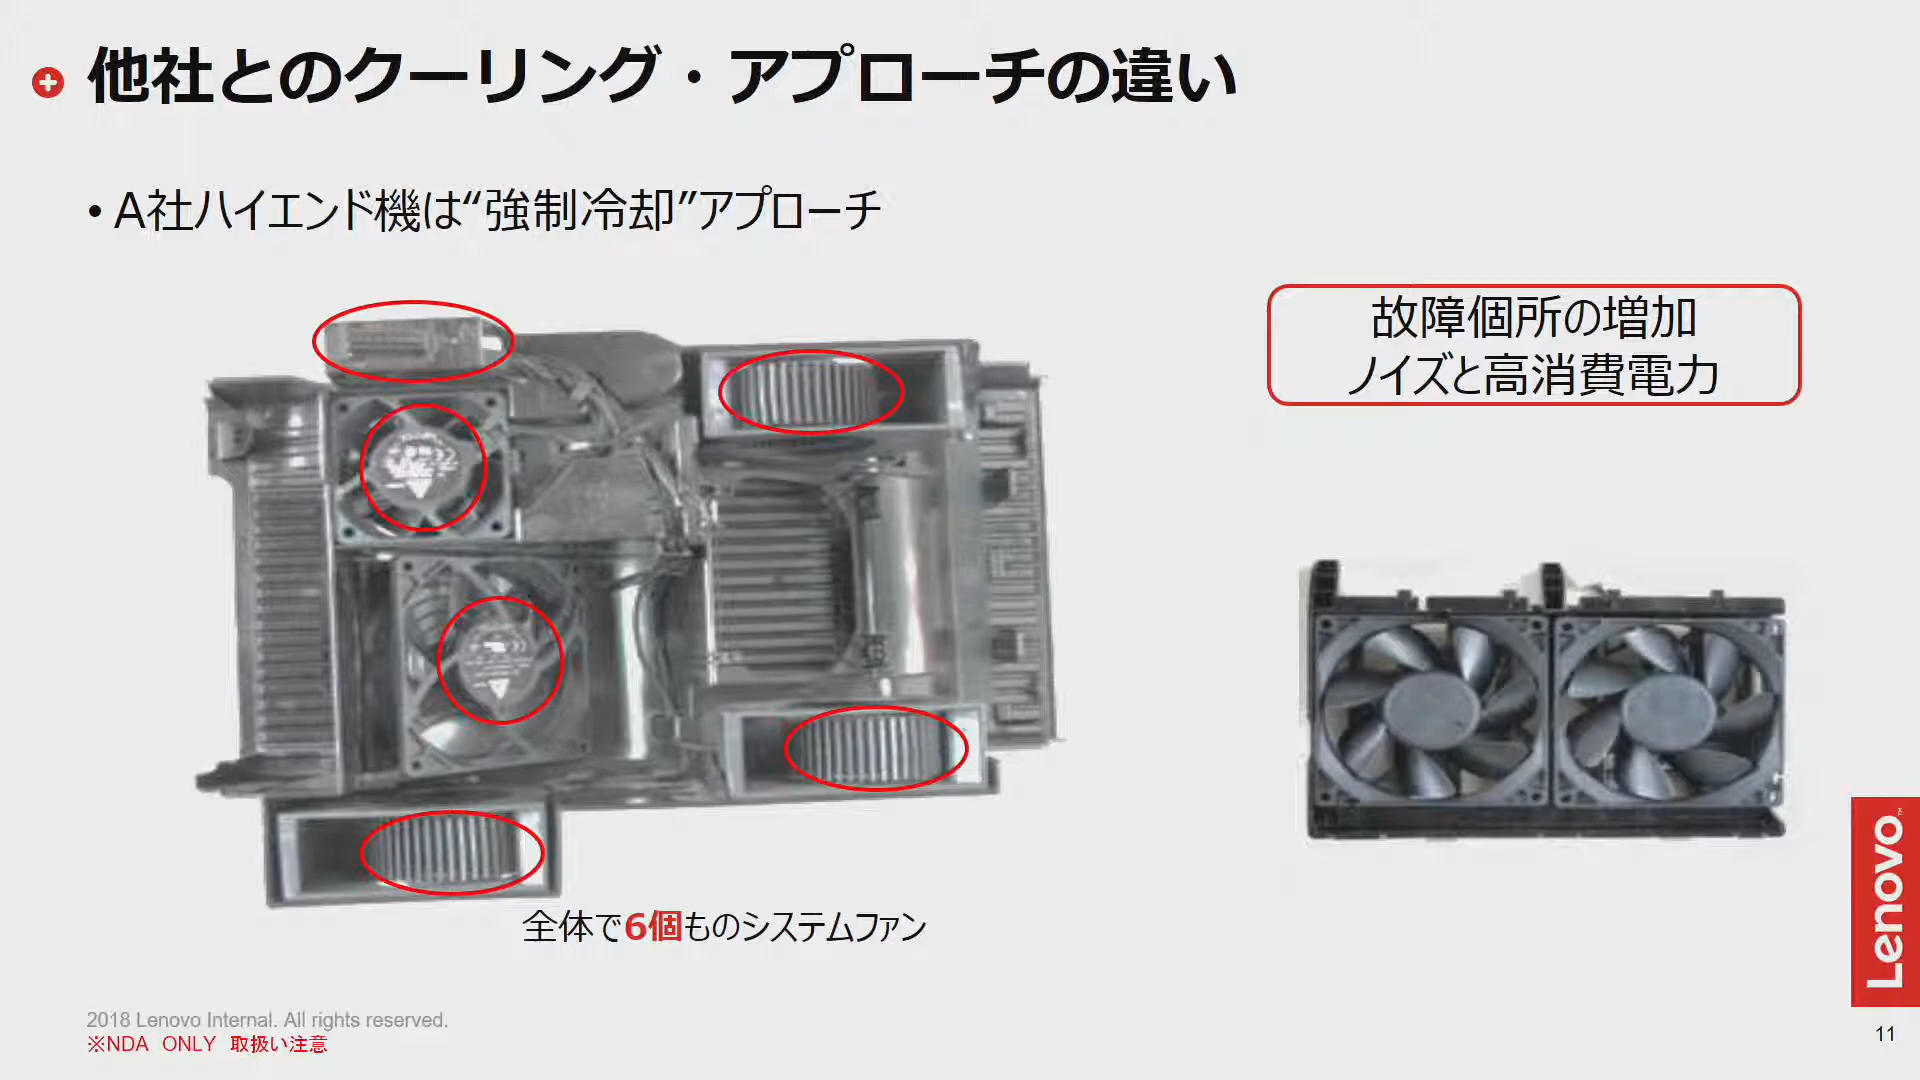 他社とのクーリング・アプローチの違い
• A社ハイエンド機は“強制冷却”アプローチ
故障個所の増加
ノイズと高消費電力
全体で6個ものシステムファン
Lenovo™
2018 Lenovo Internal. All rights reserved.
※NDA ONLY 取扱い注意
11